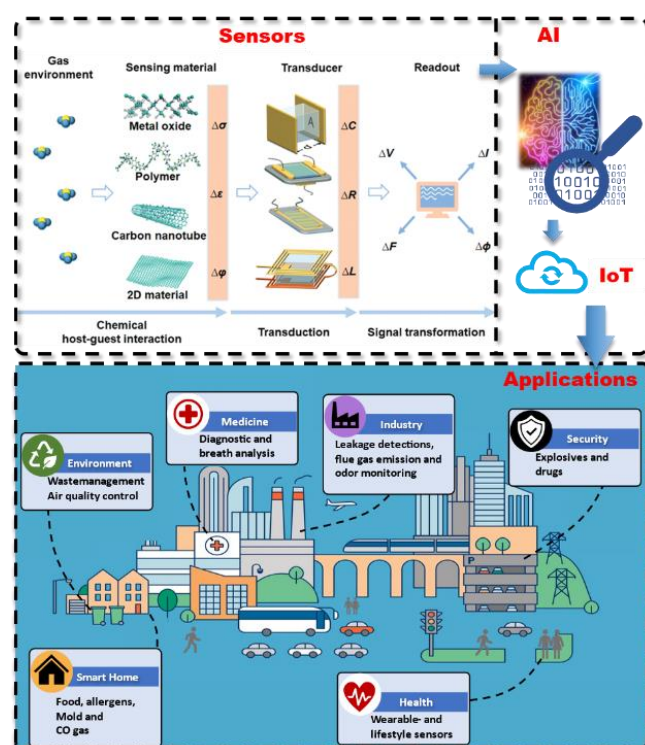 Sensors
AI
Gas
environment
Sensing material
Transducer
Readout
Metal oxide
Polymer
Carbon nanotube
2D material
Δσ
Δε
Δφ
A
ΔC
ΔR
ΔL
ΔV
ΔI
ΔF
Δϕ
Chemical
host-guest interaction
Transduction
Signal transformation
IoT
Applications
Medicine
Diagnostic and
breath analysis
Industry
Leakage detections,
flue gas emission and
odor monitoring
Security
Explosives and
drugs
Environment
Wastemanagement
Air quality control
P
Smart Home
Food, allergens,
Mold and
CO gas
Health
Wearable- and
lifestyle sensors